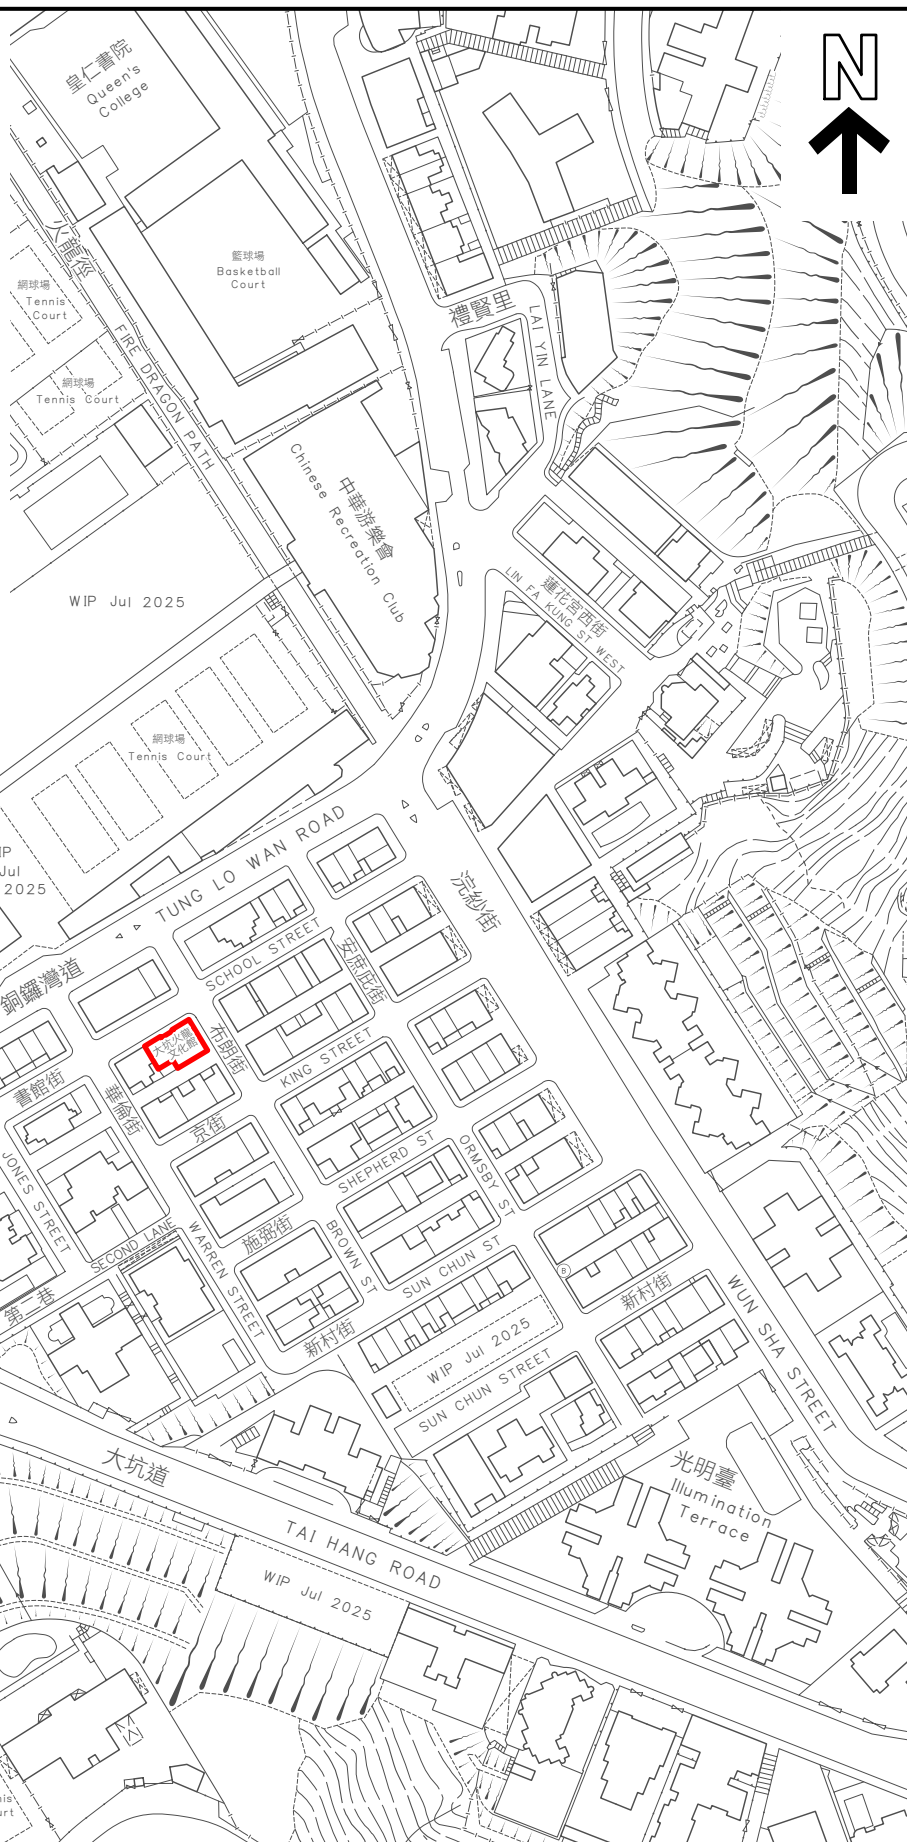 N
皇仁書院
Queen's
College
火龍徑
籃球場
Basketball
Court
網球場
Tennis
Court
禮賢里
LAI YIN LANE
FIRE DRAGON PATH
網球場
Tennis Court
中華游樂會
Chinese Recreation Club
WIP Jul 2025
蓮花宮西街
LIN FA KUNG ST WEST
網球場
Tennis Court
TUNG LO WAN ROAD
Jul
2025
浣紗街
SCHOOL STREET
安庶庇街
銅鑼灣道
大坑火龍
文化館
布朗街
KING STREET
書館街
華倫街
京街
SHEPHERD ST
ORMSBY ST
JONES STREET
SECOND LANE
WARREN STREET
施弼街
BROWN ST
SUN CHUN ST
B
新村街
第二巷
新村街
WIP Jul 2025
WUN SHA STREET
SUN CHUN STREET
大坑道
光明臺
Illumination
Terrace
TAI HANG ROAD
WIP Jul 2025